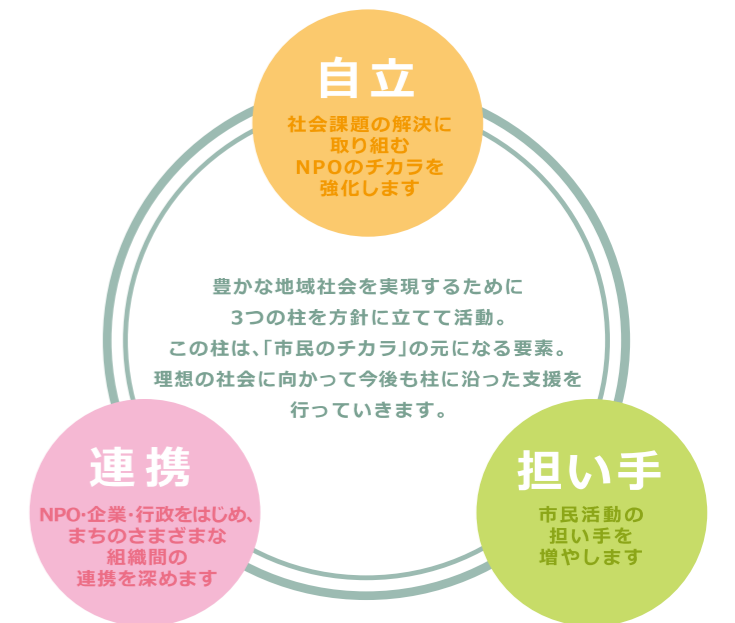 自立
社会課題の解決に
取り組む
NPOのチカラを
強化します
豊かな地域社会を実現するために
3つの柱を方針に立てて活動。
この柱は、「市民のチカラ」の元になる要素。
理想の社会に向かって今後も柱に沿った支援を
行っていきます。
連携
NPO・企業・行政をはじめ、
まちのさまざまな
組織間の
連携を深めます
担い手
市民活動の
担い手を
増やします